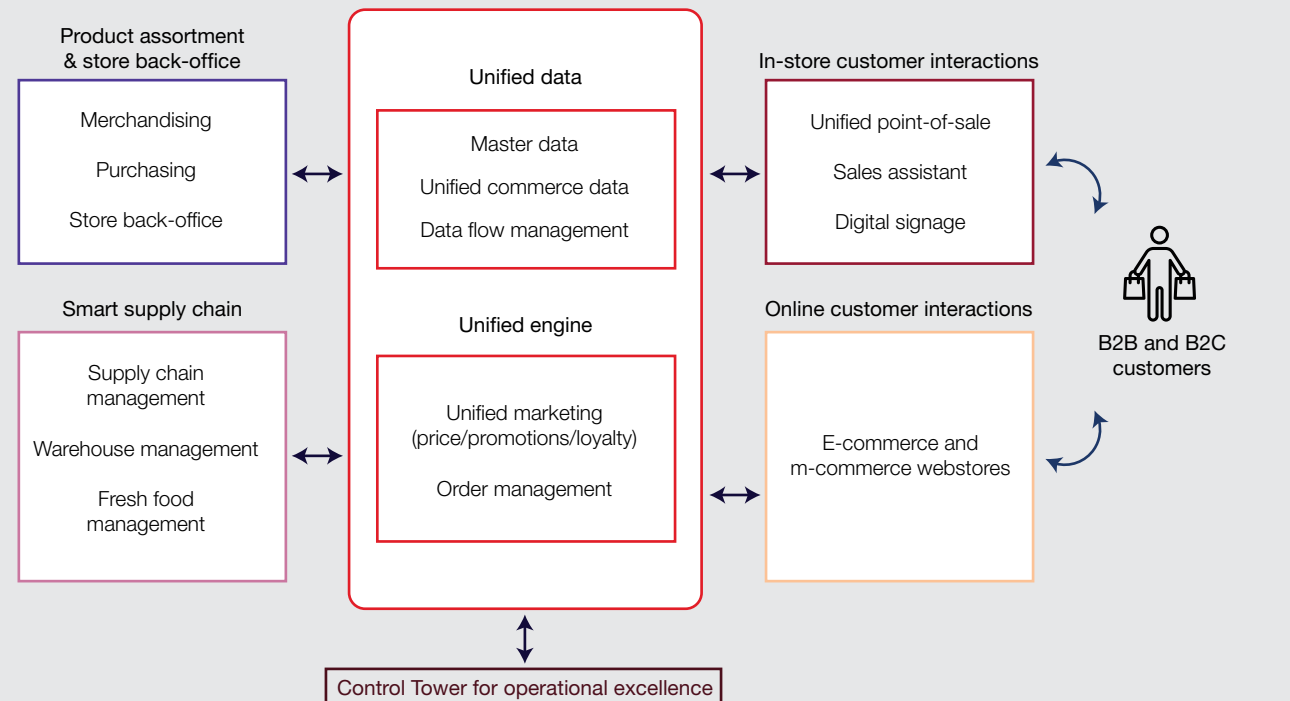 Product assortment
& store back-office
Merchandising
Purchasing
Store back-office
Smart supply chain
Supply chain
management
Warehouse management
Fresh food
management
Unified data
Master data
Unified commerce data
Data flow management
Unified engine
Unified marketing
(price/promotions/loyalty)
Order management
In-store customer interactions
Unified point-of-sale
Sales assistant
Digital signage
Online customer interactions
E-commerce and
m-commerce webstores
B2B and B2C
customers
Control Tower for operational excellence